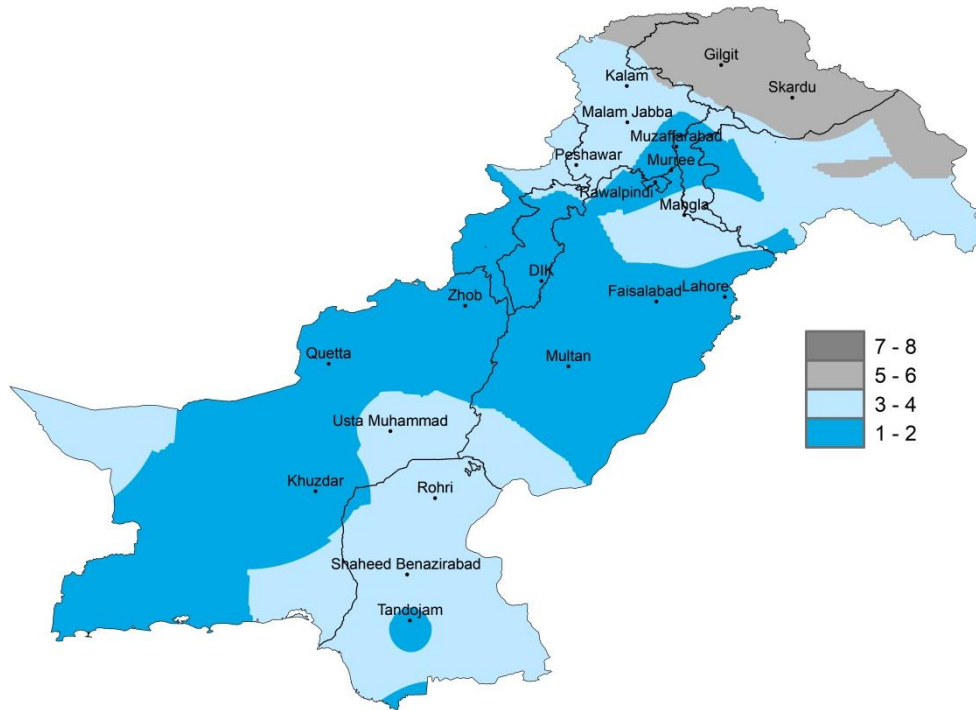 Gilgit
Kalam
Skardu
Malam Jabba
Muzaffarabad
Peshawar
Murree
Rawalpindi
Mangla
DIK
Zhob
Faisalabad
Lahore
Quetta
Multan
7 - 8
5 - 6
3 - 4
1 - 2
Usta Muhammad
Khuzdar
Rohri
Shaheed Benazirabad
Tandojam